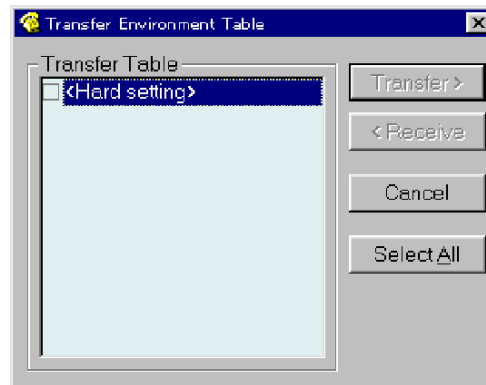 Transfer Environment Table
Transfer Table
<Hard setting>
Transfer >
< Receive
Cancel
Select All